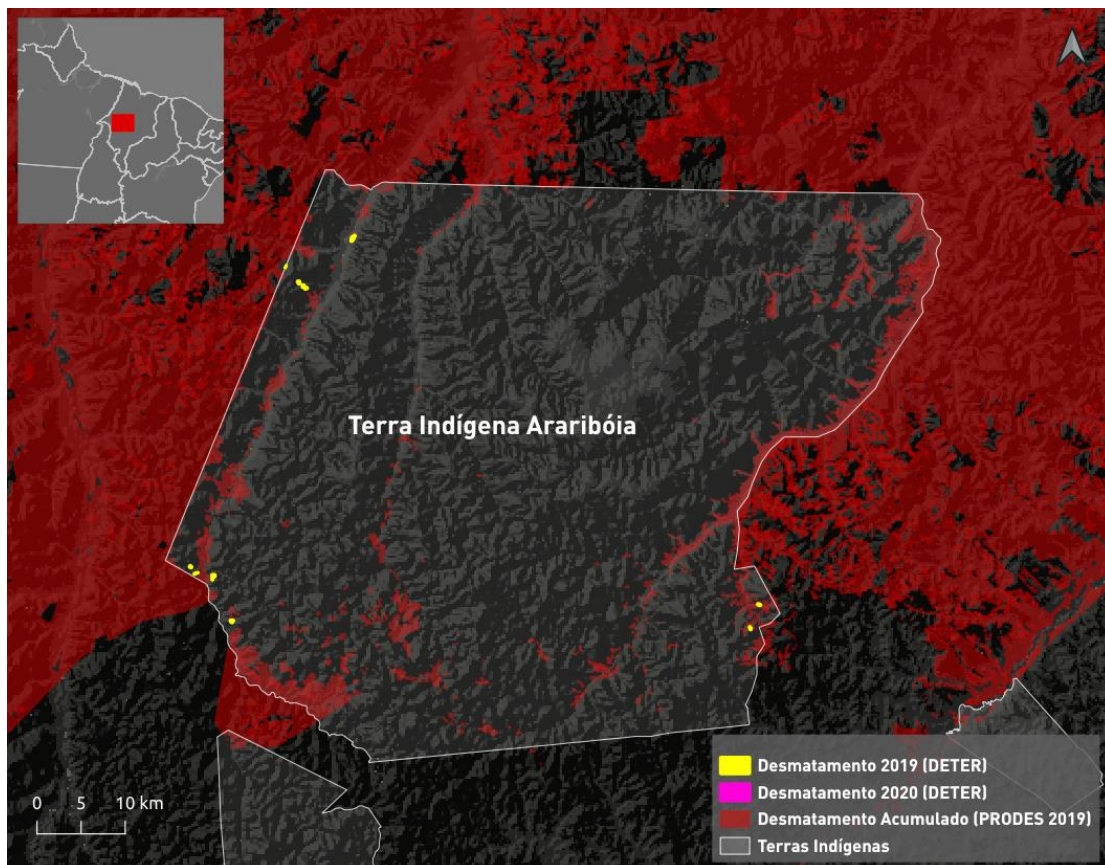 Terra Indígena Araribóia
0 5 10 km
Desmatamento 2019 (DETER)
Desmatamento 2020 (DETER)
Desmatamento Acumulado (PRODES 2019)
Terras Indígenas